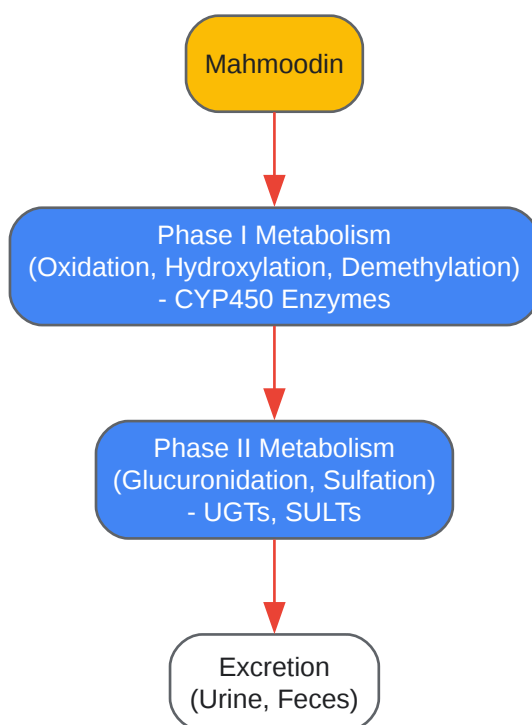 Mahmoodin
Phase I Metabolism
(Oxidation, Hydroxylation, Demethylation)
- CYP450 Enzymes
Phase II Metabolism
(Glucuronidation, Sulfation)
- UGTs, SULTs
Excretion
(Urine, Feces)